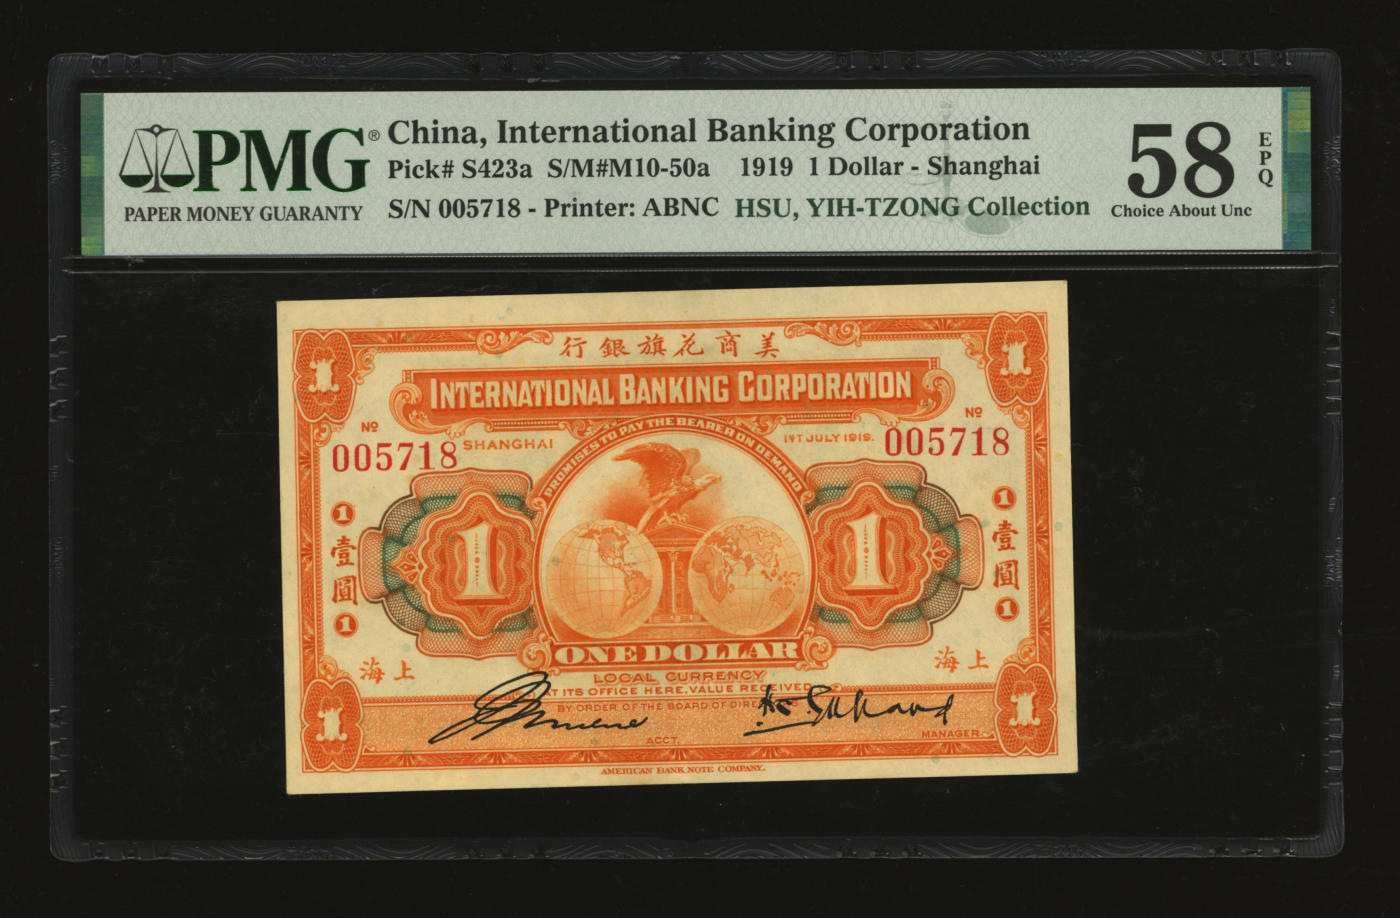 PMG®
PAPER MONEY GUARANTY
China, International Banking Corporation
Pick# S423a S/M#M10-50a 1919 1 Dollar - Shanghai
S/N 005718 - Printer: ABNC HSU, YIH-TZONG Collection
58 EPQ
Choice About Unc
行銀旗花商美
1 1
INTERNATIONAL BANKING CORPORATION
Nº Nº
005718 SHANGHAI 1ST JULY 1919. 005718
PROMISES TO PAY THE BEARER ON DEMAND
1 1
壹圓 壹圓
1 1
1 1
ONE DOLLAR
海上 海上
LOCAL CURRENCY
AT ITS OFFICE HERE, VALUE RECEIVED
BY ORDER OF THE BOARD OF
1 1
ACCT. MANAGER.
AMERICAN BANK NOTE COMPANY.